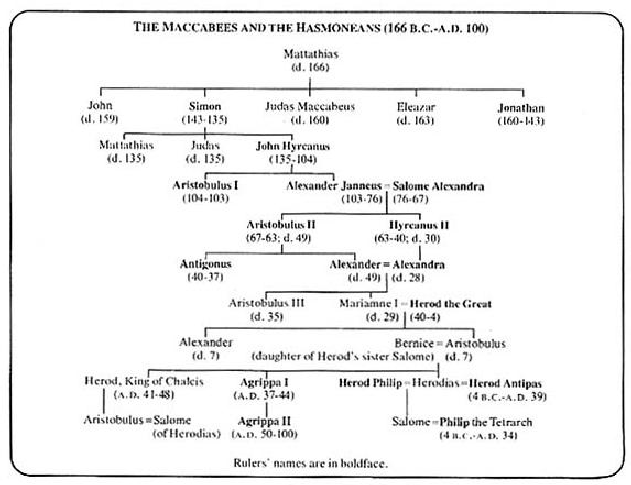 THE MACCABEES AND THE HASMONEANS (166 B.C.-A.D. 100)
Mattathias
(d. 166)
John Simon Judas Maccabeus Eleazar Jonathan
(d. 159) (143-135) (d. 160) (d. 163) (160-143)
Mattathias Judas John Hyrcanus
(d. 135) (d. 135) (135-104)
Aristobulus I Alexander Janneus = Salome Alexandra
(104-103) (103-76) (76-67)
Aristobulus II Hyrcanus II
(67-63; d. 49) (63-40; d. 30)
Antigonus Alexander = Alexandra
(40-37) (d. 49) (d. 28)
Aristobulus III Mariamne I = Herod the Great
(d. 35) (d. 29) (40-4)
Alexander Bernice = Aristobulus
(d. 7) (daughter of Herod's sister Salome) (d. 7)
Herod, King of Chalcis Agrippa I Herod Philip = Herodias = Herod Antipas
(A.D. 41-48) (A.D. 37-44) (4 B.C.-A.D. 39)
Aristobulus = Salome Agrippa II Salome = Philip the Tetrarch
(of Herodias) (A.D. 50-100) (4 B.C.-A.D. 34)
Rulers' names are in boldface.